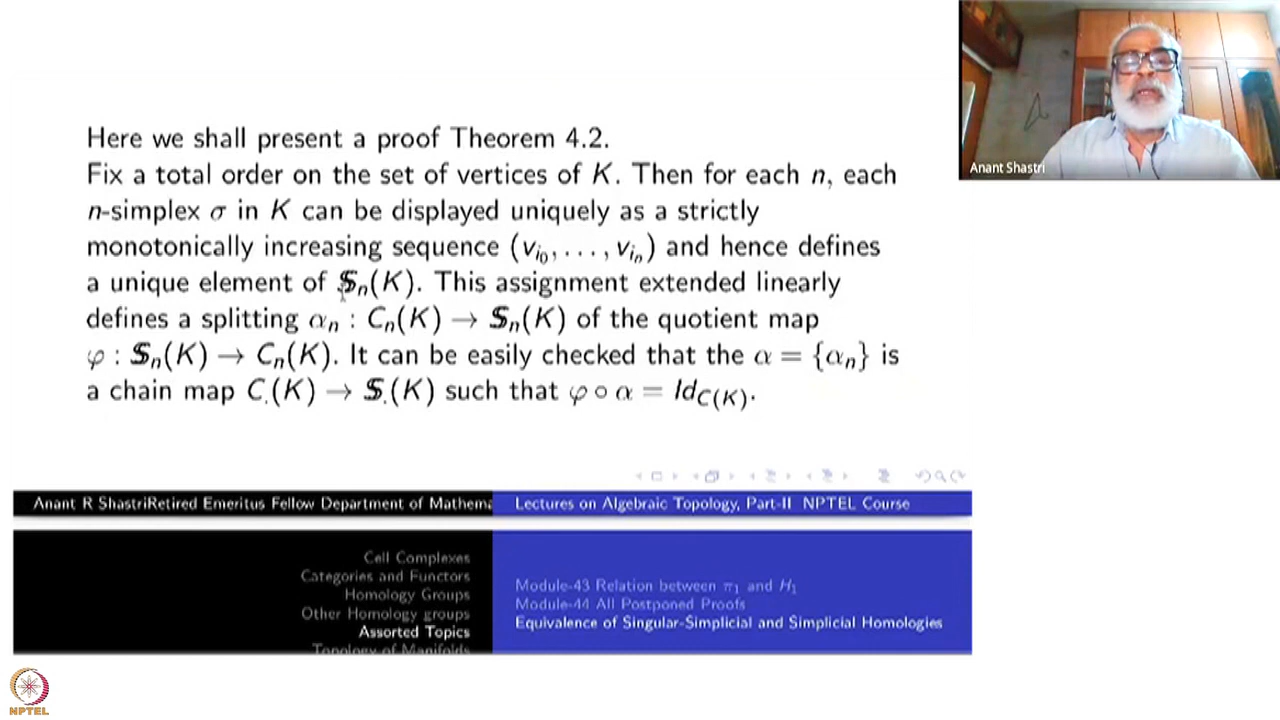 Here we shall present a proof Theorem 4.2.
Fix a total order on the set of vertices of K. Then for each n, each
n-simplex σ in K can be displayed uniquely as a strictly
monotonically increasing sequence (v_{i_0}, . . . , v_{i_n}) and hence defines
a unique element of 𝕊_n(K). This assignment extended linearly
defines a splitting α_n : C_n(K) → 𝕊_n(K) of the quotient map
φ : 𝕊_n(K) → C_n(K). It can be easily checked that the α = {α_n} is
a chain map C.(K) → 𝕊.(K) such that φ ∘ α = Id_{C(K)}.
Anant Shastri
Anant R ShastriRetired Emeritus Fellow Department of Mathema
Lectures on Algebraic Topology, Part-II NPTEL Course
Cell Complexes
Categories and Functors
Homology Groups
Other Homology groups
Assorted Topics
Topology of Manifolds
Module-43 Relation between π_1 and H_1
Module-44 All Postponed Proofs
Equivalence of Singular-Simplicial and Simplicial Homologies
NPTEL